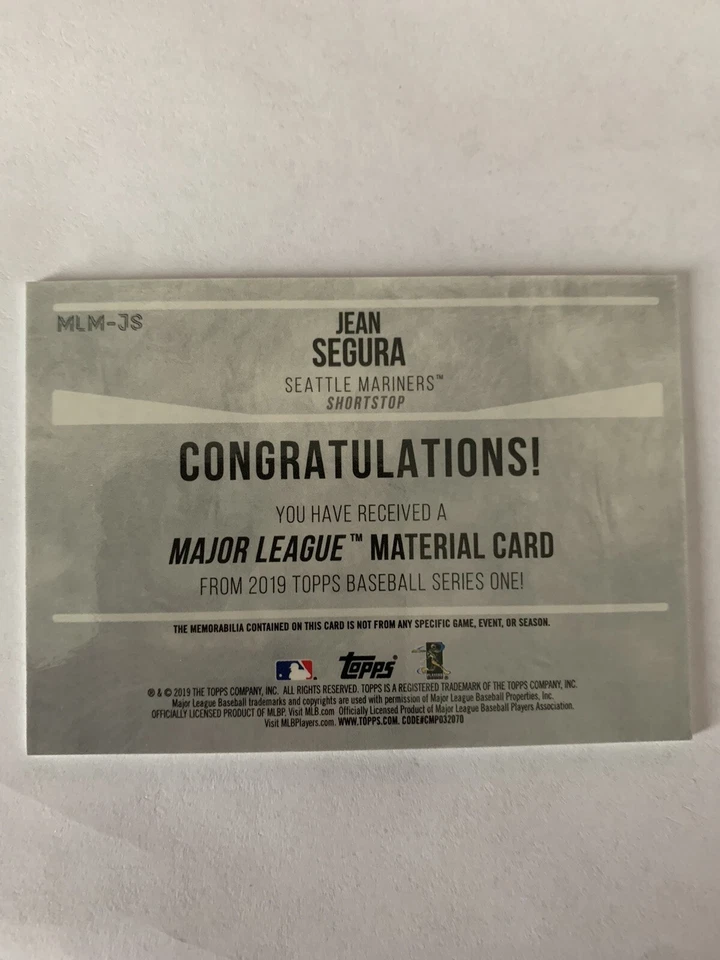 MLM-JS
JEAN
SEGURA
SEATTLE MARINERS™
SHORTSTOP
CONGRATULATIONS!
YOU HAVE RECEIVED A
MAJOR LEAGUE™ MATERIAL CARD
FROM 2019 TOPPS BASEBALL SERIES ONE!
THE MEMORABILIA CONTAINED ON THIS CARD IS NOT FROM ANY SPECIFIC GAME, EVENT, OR SEASON.
topps
® & © 2019 THE TOPPS COMPANY, INC. ALL RIGHTS RESERVED. TOPPS IS A REGISTERED TRADEMARK OF THE TOPPS COMPANY, INC.
Major League Baseball trademarks and copyrights are used with permission of Major League Baseball Properties, Inc.
OFFICIALLY LICENSED PRODUCT OF MLBP. Visit MLB.com Officially Licensed Product of Major League Baseball Players Association.
Visit MLBPlayers.com. WWW.TOPPS.COM. CODE#CMP032070